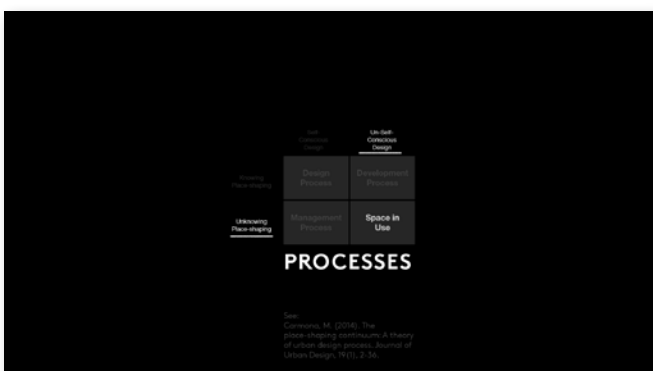 Self-
Conscious
Design
Un-Self-
Conscious
Design
Knowing
Place-shaping
Design
Process
Development
Process
Unknowing
Place-shaping
Management
Process
Space in
Use
PROCESSES
See:
Carmona, M. (2014). The
place-shaping continuum: A theory
of urban design process. Journal of
Urban Design, 19(1), 2-36.